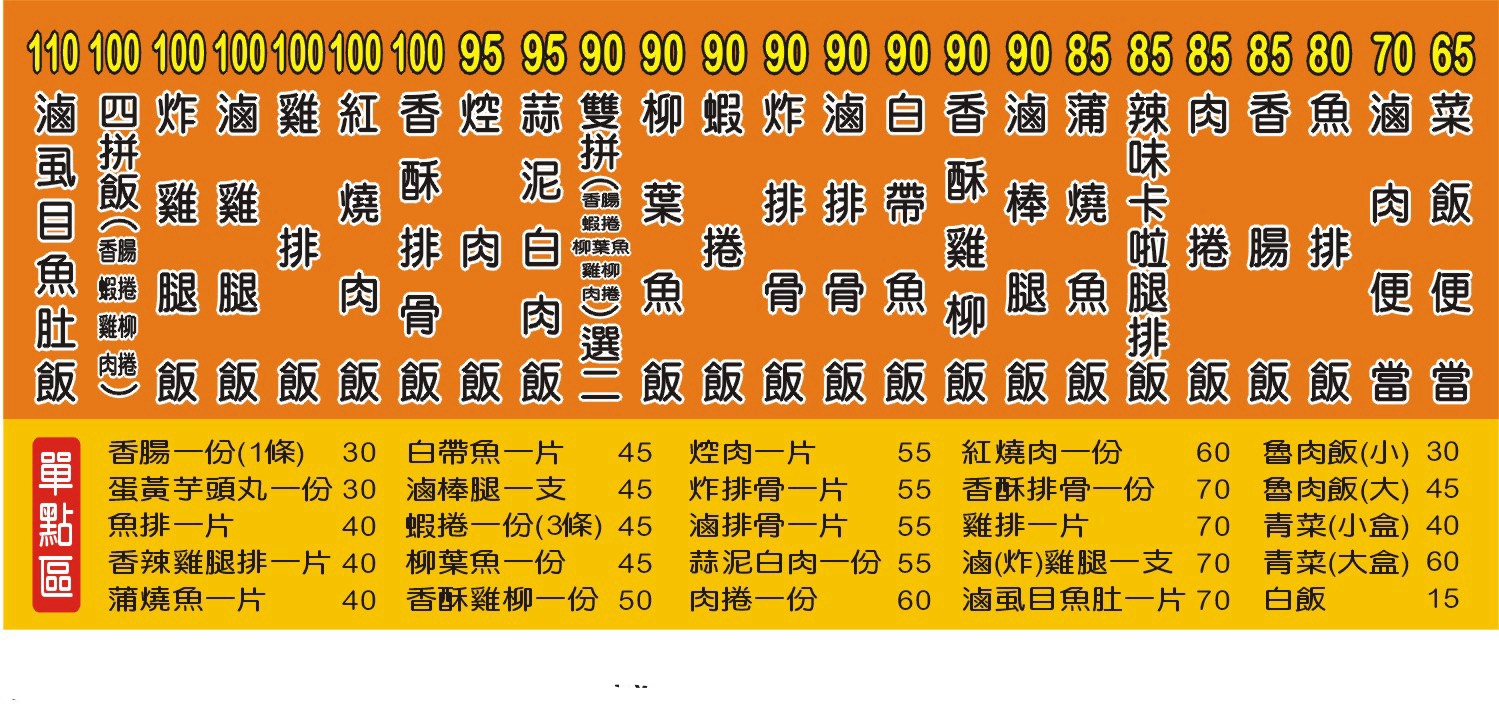 110 100 100 100 100 100 100 95 95 90 90 90 90 90 90 90 90 85 85 85 85 80 70 65
滷虱目魚肚飯
四拼飯(香腸 蝦捲 雞柳 肉捲)
炸雞腿飯
滷雞腿飯
雞排飯
紅燒肉飯
香酥排骨飯
焢肉飯
蒜泥白肉飯
雙拼(香腸 蝦捲 柳葉魚 雞柳 肉捲)選二
柳葉魚飯
蝦捲飯
炸排骨飯
滷排骨飯
白帶魚飯
香酥雞柳飯
滷棒腿飯
蒲燒魚飯
辣味卡啦腿排飯
肉捲飯
香腸飯
魚排飯
滷肉便當
菜飯便當
單點區
香腸一份(1條) 30
蛋黃芋頭丸一份 30
魚排一片 40
香辣雞腿排一片 40
蒲燒魚一片 40
白帶魚一片 45
滷棒腿一支 45
蝦捲一份(3條) 45
柳葉魚一份 45
香酥雞柳一份 50
焢肉一片 55
炸排骨一片 55
滷排骨一片 55
蒜泥白肉一份 55
肉捲一份 60
紅燒肉一份 60
香酥排骨一份 70
雞排一片 70
滷(炸)雞腿一支 70
滷虱目魚肚一片 70
魯肉飯(小) 30
魯肉飯(大) 45
青菜(小盒) 40
青菜(大盒) 60
白飯 15